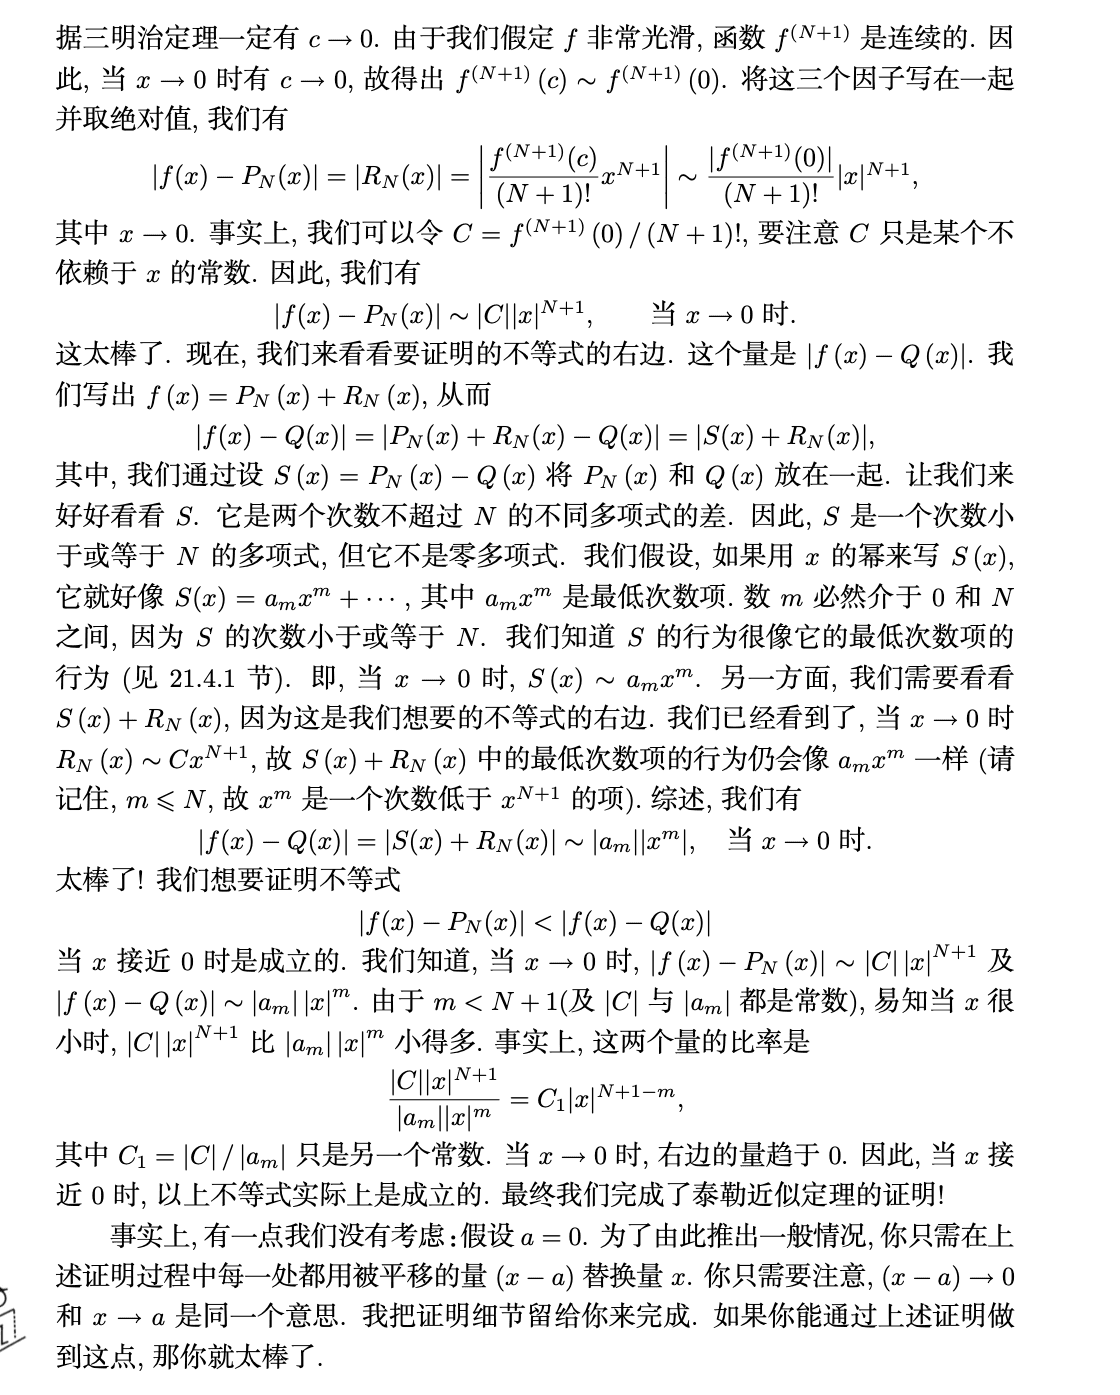 据三明治定理一定有 c → 0. 由于我们假定 f 非常光滑, 函数 f^(N+1) 是连续的. 因
此, 当 x → 0 时有 c → 0, 故得出 f^(N+1) (c) ∼ f^(N+1) (0). 将这三个因子写在一起
并取绝对值, 我们有
|f(x) − P_N(x)| = |R_N(x)| = |f^(N+1)(c)/(N + 1)! x^{N+1}| ∼ |f^(N+1)(0)|/(N + 1)! |x|^{N+1},
其中 x → 0. 事实上, 我们可以令 C = f^(N+1) (0) / (N + 1)!, 要注意 C 只是某个不
依赖于 x 的常数. 因此, 我们有
|f(x) − P_N(x)| ∼ |C||x|^{N+1}, 当 x → 0 时.
这太棒了. 现在, 我们来看看要证明的不等式的右边. 这个量是 |f (x) − Q (x)|. 我
们写出 f (x) = P_N (x) + R_N (x), 从而
|f(x) − Q(x)| = |P_N(x) + R_N(x) − Q(x)| = |S(x) + R_N(x)|,
其中, 我们通过设 S (x) = P_N (x) − Q (x) 将 P_N (x) 和 Q (x) 放在一起. 让我们来
好好看看 S. 它是两个次数不超过 N 的不同多项式的差. 因此, S 是一个次数小
于或等于 N 的多项式, 但它不是零多项式. 我们假设, 如果用 x 的幂来写 S (x),
它就好像 S(x) = a_m x^m + ··· , 其中 a_m x^m 是最低次数项. 数 m 必然介于 0 和 N
之间, 因为 S 的次数小于或等于 N. 我们知道 S 的行为很像它的最低次数项的
行为 (见 21.4.1 节). 即, 当 x → 0 时, S (x) ∼ a_m x^m. 另一方面, 我们需要看看
S (x) + R_N (x), 因为这是我们想要的不等式的右边. 我们已经看到了, 当 x → 0 时
R_N (x) ∼ Cx^{N+1}, 故 S (x) + R_N (x) 中的最低次数项的行为仍会像 a_m x^m 一样 (请
记住, m ⩽ N, 故 x^m 是一个次数低于 x^{N+1} 的项). 综述, 我们有
|f(x) − Q(x)| = |S(x) + R_N(x)| ∼ |a_m||x^m|, 当 x → 0 时.
太棒了! 我们想要证明不等式
|f(x) − P_N(x)| < |f(x) − Q(x)|
当 x 接近 0 时是成立的. 我们知道, 当 x → 0 时, |f (x) − P_N (x)| ∼ |C| |x|^{N+1} 及
|f (x) − Q (x)| ∼ |a_m| |x|^m. 由于 m < N + 1(及 |C| 与 |a_m| 都是常数), 易知当 x 很
小时, |C| |x|^{N+1} 比 |a_m| |x|^m 小得多. 事实上, 这两个量的比率是
|C||x|^{N+1}/|a_m||x|^m = C_1|x|^{N+1−m},
其中 C_1 = |C| / |a_m| 只是另一个常数. 当 x → 0 时, 右边的量趋于 0. 因此, 当 x 接
近 0 时, 以上不等式实际上是成立的. 最终我们完成了泰勒近似定理的证明!
事实上, 有一点我们没有考虑:假设 a = 0. 为了由此推出一般情况, 你只需在上
述证明过程中每一处都用被平移的量 (x − a) 替换量 x. 你只需要注意, (x − a) → 0
和 x → a 是同一个意思. 我把证明细节留给你来完成. 如果你能通过上述证明做
到这点, 那你就太棒了.